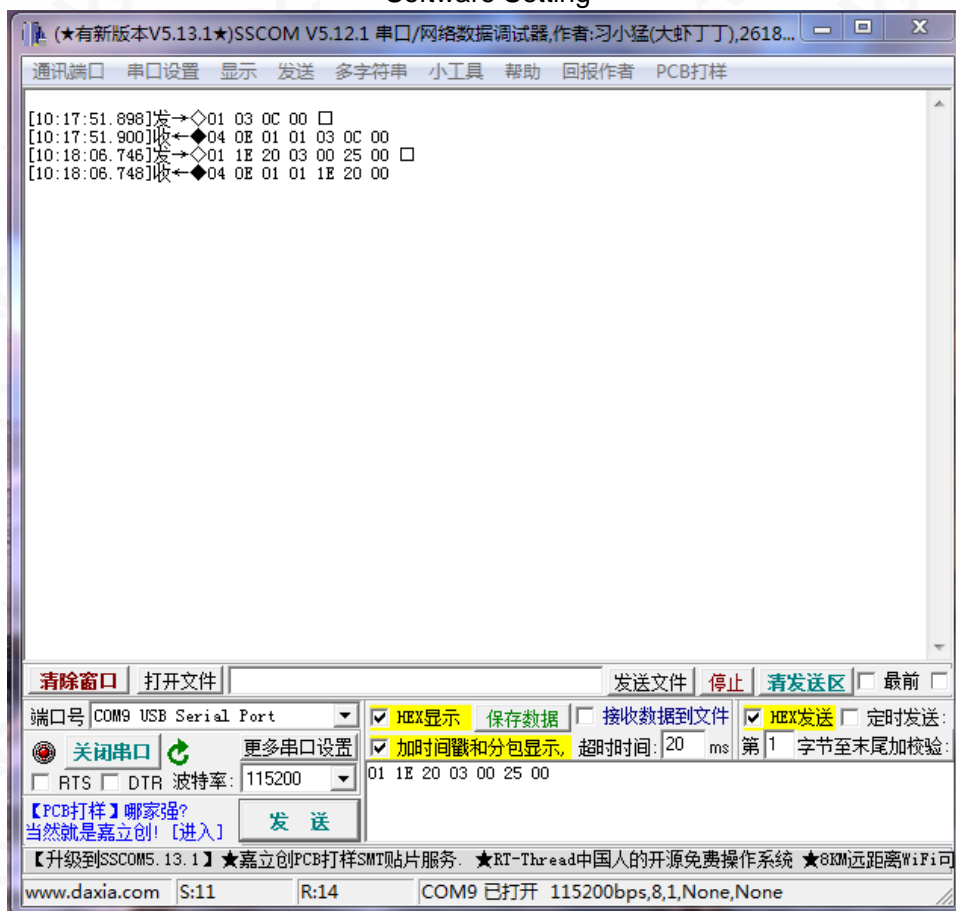 Software Setting
(★有新版本V5.13.1★)SSCOM V5.12.1 串口/网络数据调试器,作者:习小猛(大虾丁丁),2618...
通讯端口 串口设置 显示 发送 多字符串 小工具 帮助 回报作者 PCB打样
[10:17:51.898]发→◇01 03 0C 00 □
[10:17:51.900]收←◆04 0E 01 01 03 0C 00
[10:18:06.746]发→◇01 1E 20 03 00 25 00 □
[10:18:06.748]收←◆04 0E 01 01 1E 20 00
清除窗口 打开文件 发送文件 停止 清发送区 最前
端口号 COM9 USB Serial Port HEX显示 保存数据 接收数据到文件 HEX发送 定时发送:
关闭串口 更多串口设置 加时间戳和分包显示, 超时时间: 20 ms 第 1 字节至末尾加校验:
RTS DTR 波特率: 115200 01 1E 20 03 00 25 00
【PCB打样】哪家强?
当然就是嘉立创! [进入] 发 送
【升级到SSCOM5.13.1】★嘉立创PCB打样SMT贴片服务. ★RT-Thread中国人的开源免费操作系统 ★8KM远距离WiFi可
www.daxia.com S:11 R:14 COM9 已打开 115200bps,8,1,None,None